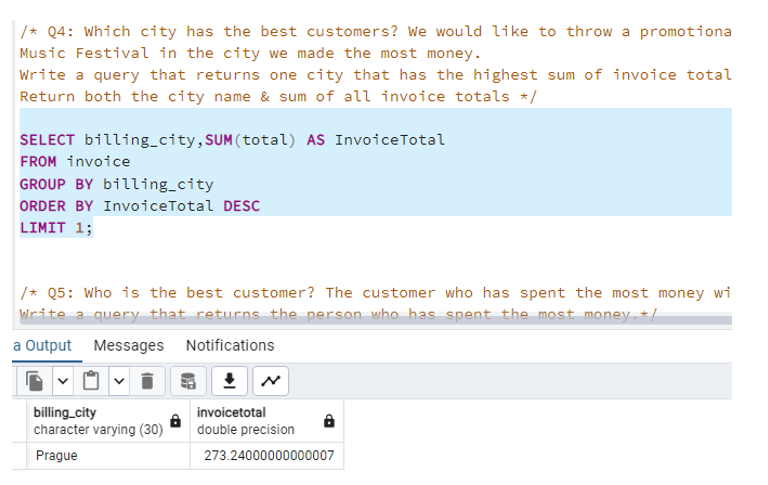 /* Q4: Which city has the best customers? We would like to throw a promotiona
Music Festival in the city we made the most money.
Write a query that returns one city that has the highest sum of invoice total
Return both the city name & sum of all invoice totals */
SELECT billing_city,SUM(total) AS InvoiceTotal
FROM invoice
GROUP BY billing_city
ORDER BY InvoiceTotal DESC
LIMIT 1;
/* Q5: Who is the best customer? The customer who has spent the most money wi
Write a query that returns the person who has spent the most money.*/
a Output Messages Notifications
billing_city invoicetotal
character varying (30) double precision
Prague 273.24000000000007